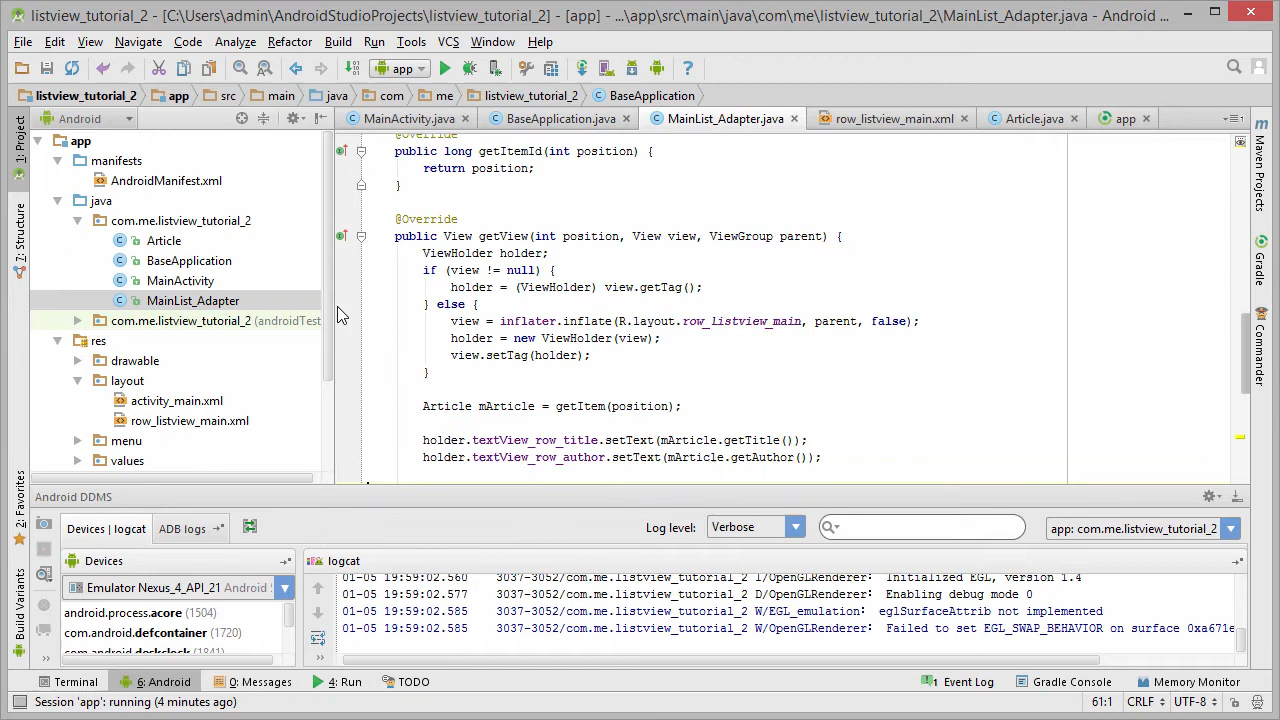 listview_tutorial_2 - [C:\Users\admin\AndroidStudioProjects\listview_tutorial_2] - [app] - ...\app\src\main\java\com\me\listview_tutorial_2\MainList_Adapter.java - Android ...
File Edit View Navigate Code Analyze Refactor Build Run Tools VCS Window Help
app
listview_tutorial_2 app src main java com me listview_tutorial_2 BaseApplication
Android
MainActivity.java BaseApplication.java MainList_Adapter.java row_listview_main.xml Article.java app
1: Project
7: Structure
2: Favorites
Build Variants
app
manifests
AndroidManifest.xml
java
com.me.listview_tutorial_2
Article
BaseApplication
MainActivity
MainList_Adapter
com.me.listview_tutorial_2 (androidTest
res
drawable
layout
activity_main.xml
row_listview_main.xml
menu
values
@Override
public long getItemId(int position) {
return position;
}
@Override
public View getView(int position, View view, ViewGroup parent) {
ViewHolder holder;
if (view != null) {
holder = (ViewHolder) view.getTag();
} else {
view = inflater.inflate(R.layout.row_listview_main, parent, false);
holder = new ViewHolder(view);
view.setTag(holder);
}
Article mArticle = getItem(position);
holder.textView_row_title.setText(mArticle.getTitle());
holder.textView_row_author.setText(mArticle.getAuthor());
Maven Projects
Gradle
Commander
Android DDMS
Devices | logcat ADB logs
Log level: Verbose app: com.me.listview_tutorial_2
Devices
logcat
Emulator Nexus_4_API_21 Android
android.process.acore (1504)
com.android.defcontainer (1720)
com.android.deskclock (1841)
01-05 19:59:02.560 3037-3052/com.me.listview_tutorial_2 I/OpenGLRenderer: Initialized EGL, version 1.4
01-05 19:59:02.577 3037-3052/com.me.listview_tutorial_2 D/OpenGLRenderer: Enabling debug mode 0
01-05 19:59:02.585 3037-3052/com.me.listview_tutorial_2 W/EGL_emulation: eglSurfaceAttrib not implemented
01-05 19:59:02.585 3037-3052/com.me.listview_tutorial_2 W/OpenGLRenderer: Failed to set EGL_SWAP_BEHAVIOR on surface 0xa671e
Terminal 6: Android 0: Messages 4: Run TODO 1 Event Log Gradle Console Memory Monitor
Session 'app': running (4 minutes ago) 61:1 CRLF UTF-8